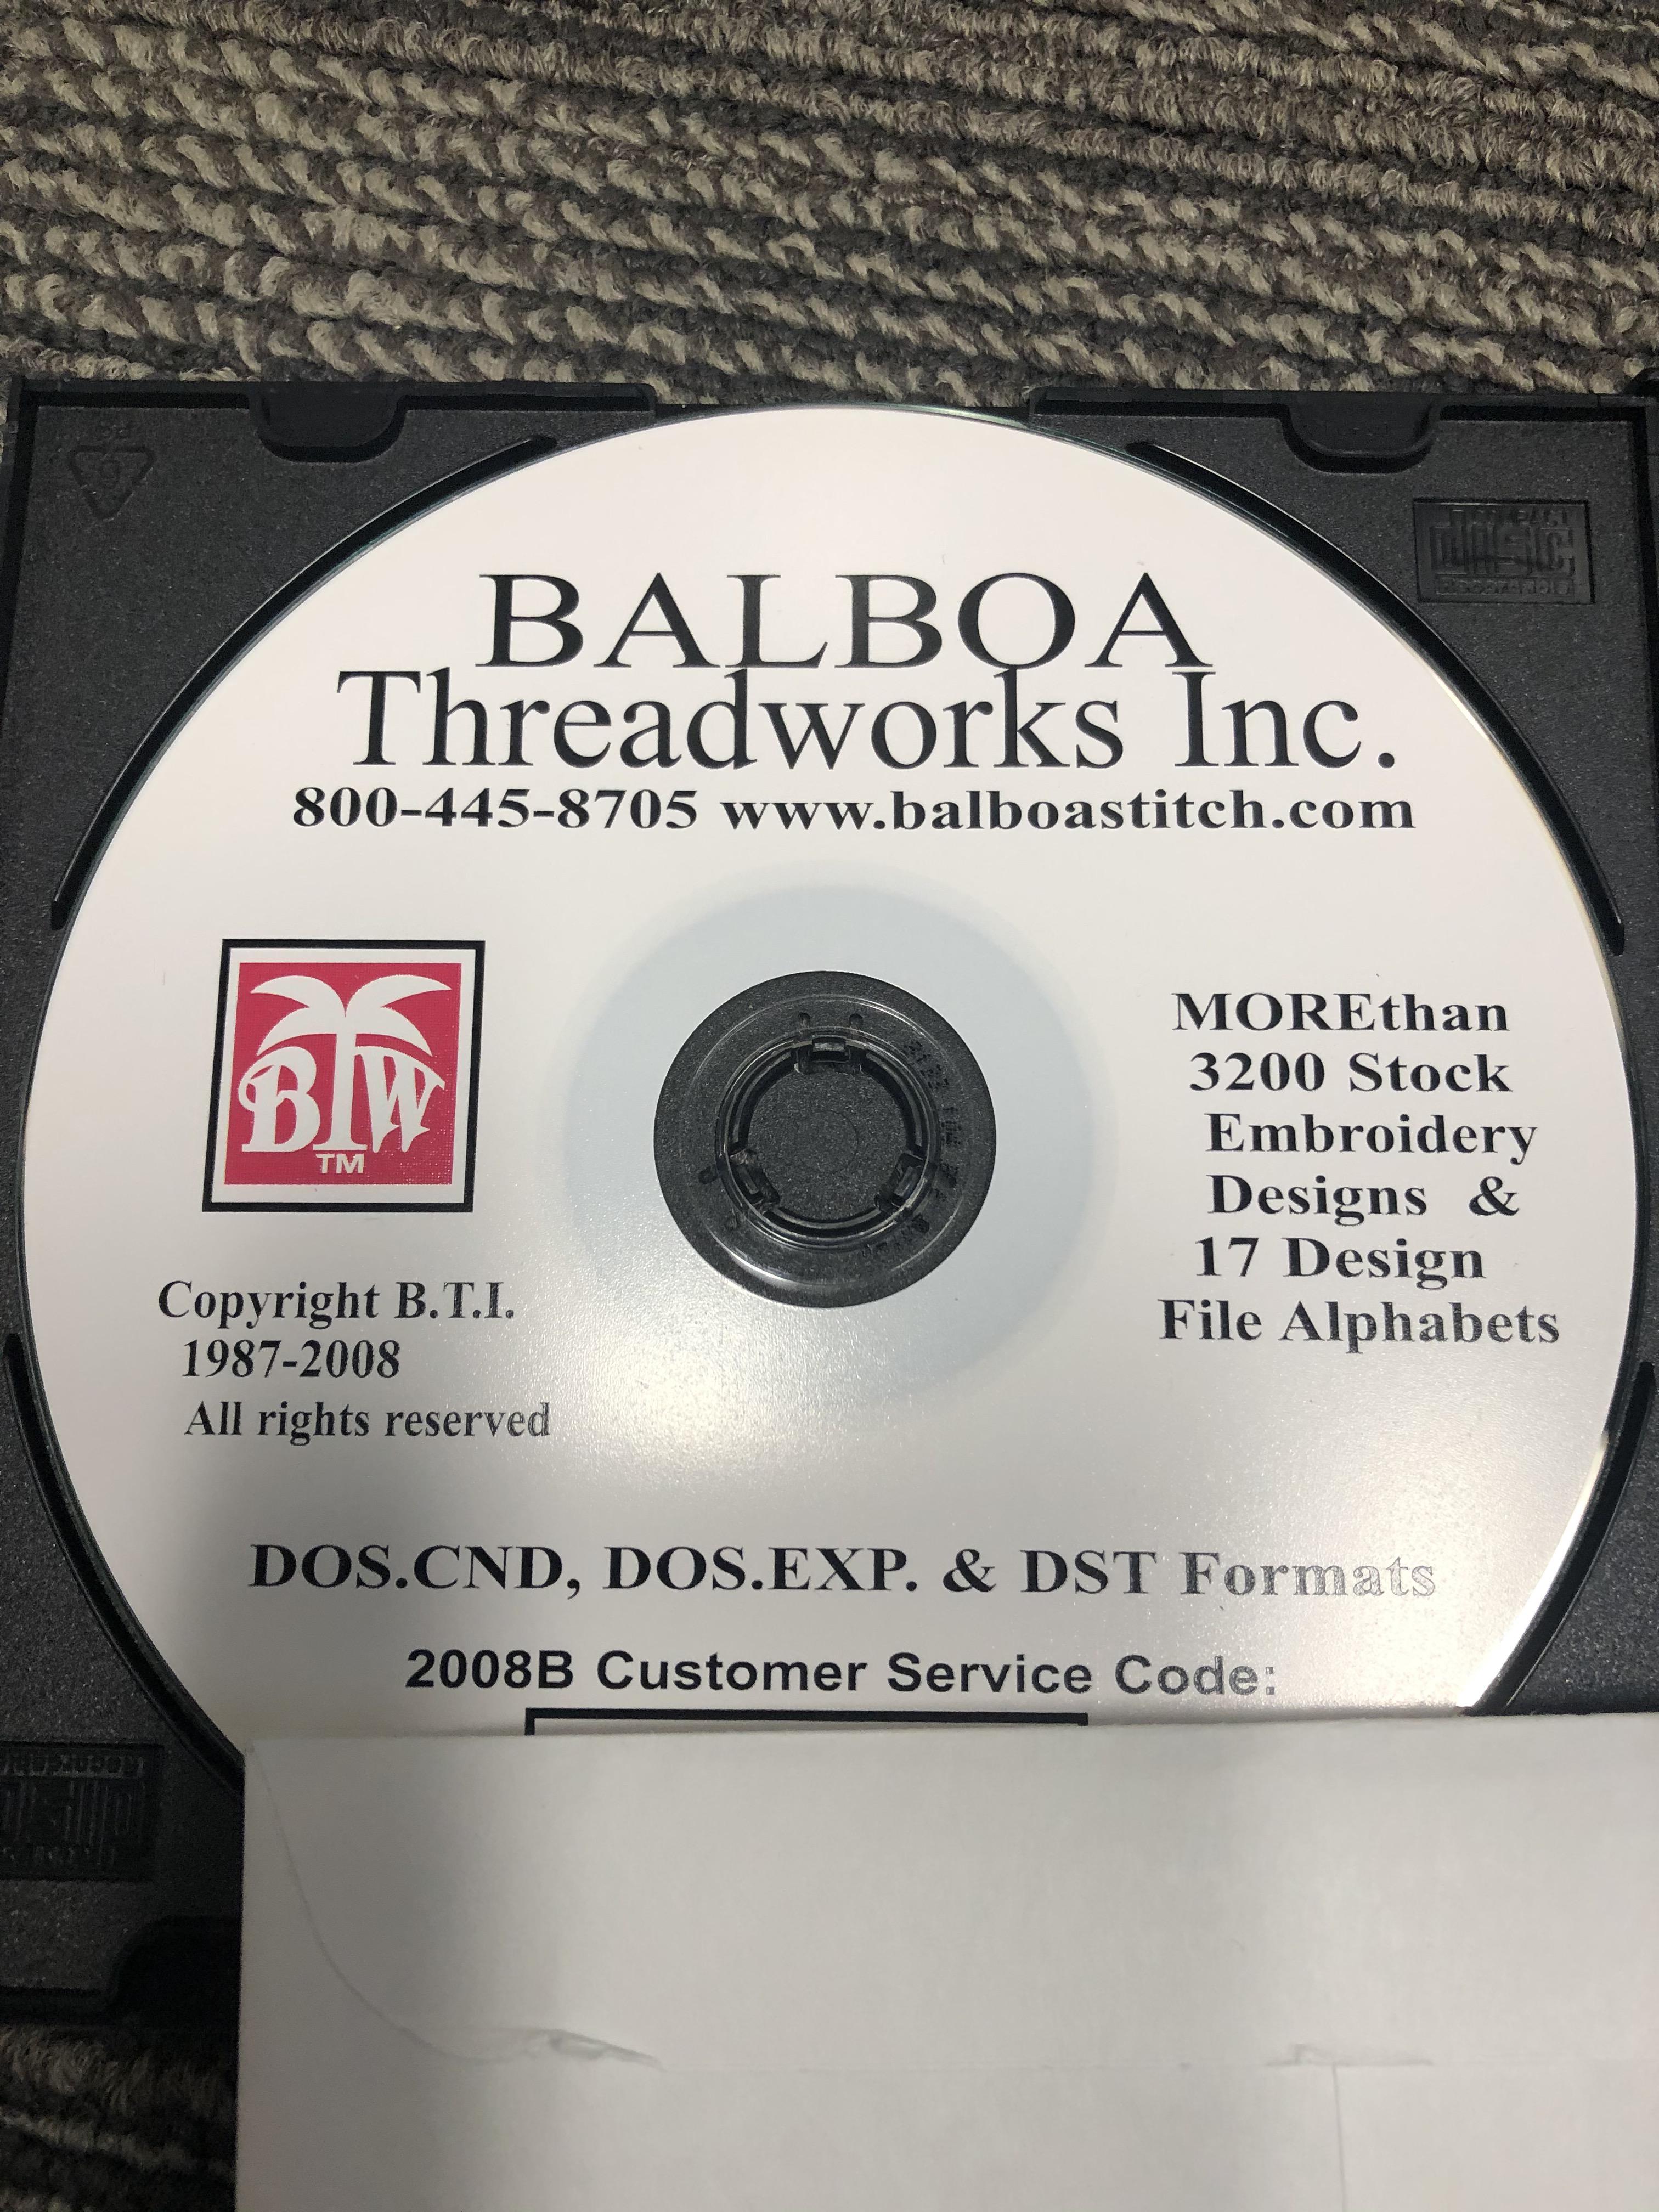 BALBOA
Threadworks Inc.
800-445-8705 www.balboastitch.com
BTW
TM
MOREthan
3200 Stock
Embroidery
Designs &
17 Design
File Alphabets
Copyright B.T.I.
1987-2008
All rights reserved
DOS.CND, DOS.EXP. & DST Formats
2008B Customer Service Code: